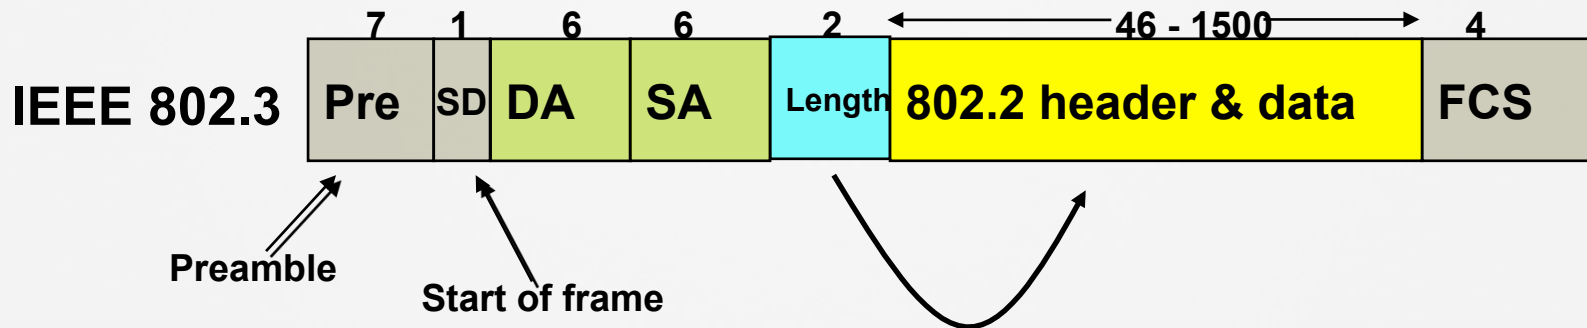 7 1 6 6 2 46 - 1500 4
IEEE 802.3 Pre SD DA SA Length 802.2 header & data FCS
Preamble
Start of frame